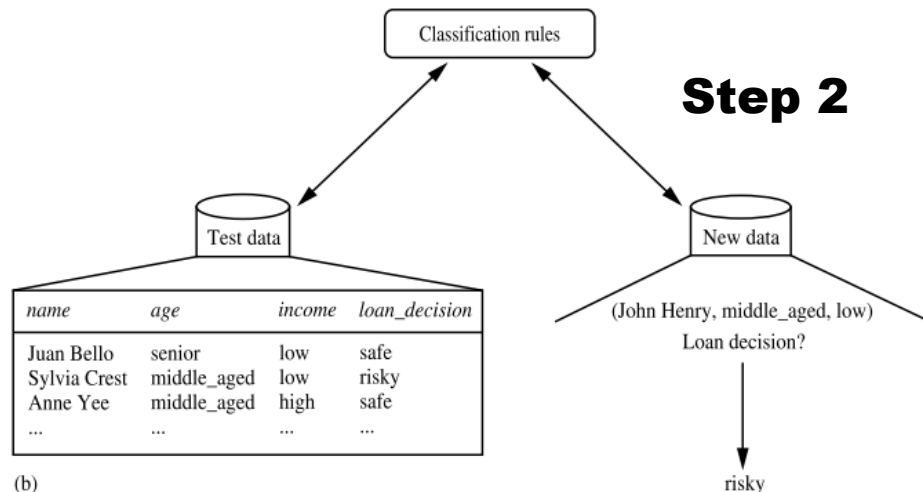 Classification rules
Step 2
Test data
New data
name age income loan_decision
Juan Bello senior low safe
Sylvia Crest middle_aged low risky
Anne Yee middle_aged high safe
... ... ... ...
(John Henry, middle_aged, low)
Loan decision?
risky
(b)